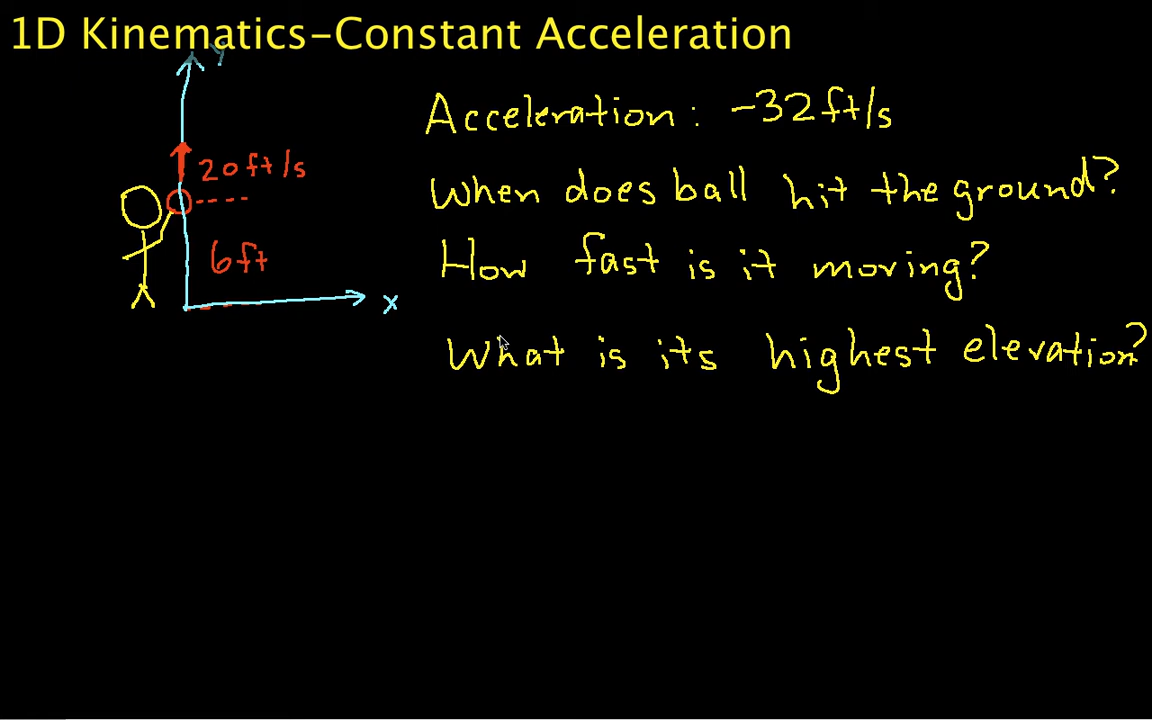 1D Kinematics-Constant Acceleration
Y
20ft/s
6ft
x
Acceleration: -32ft/s
When does ball hit the ground?
How fast is it moving?
What is its highest elevation?